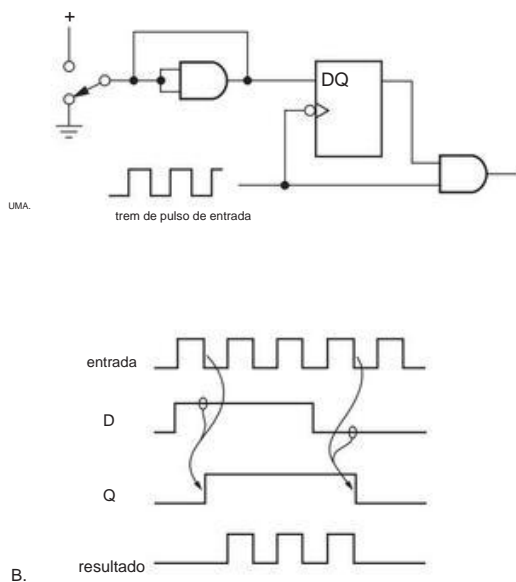 +
DQ
UMA.
trem de pulso de entrada
entrada
D
Q
resultado
B.